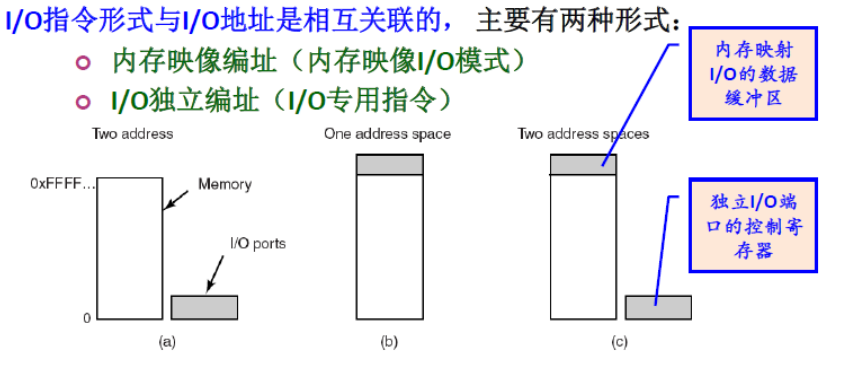 I/O指令形式与I/O地址是相互关联的， 主要有两种形式：
内存映像编址（内存映像I/O模式）
I/O独立编址（I/O专用指令）
内存映射
I/O的数据
缓冲区
Two address
One address space
Two address spaces
0xFFFF...
Memory
I/O ports
0
独立I/O端
口的控制寄
存器
(a)
(b)
(c)